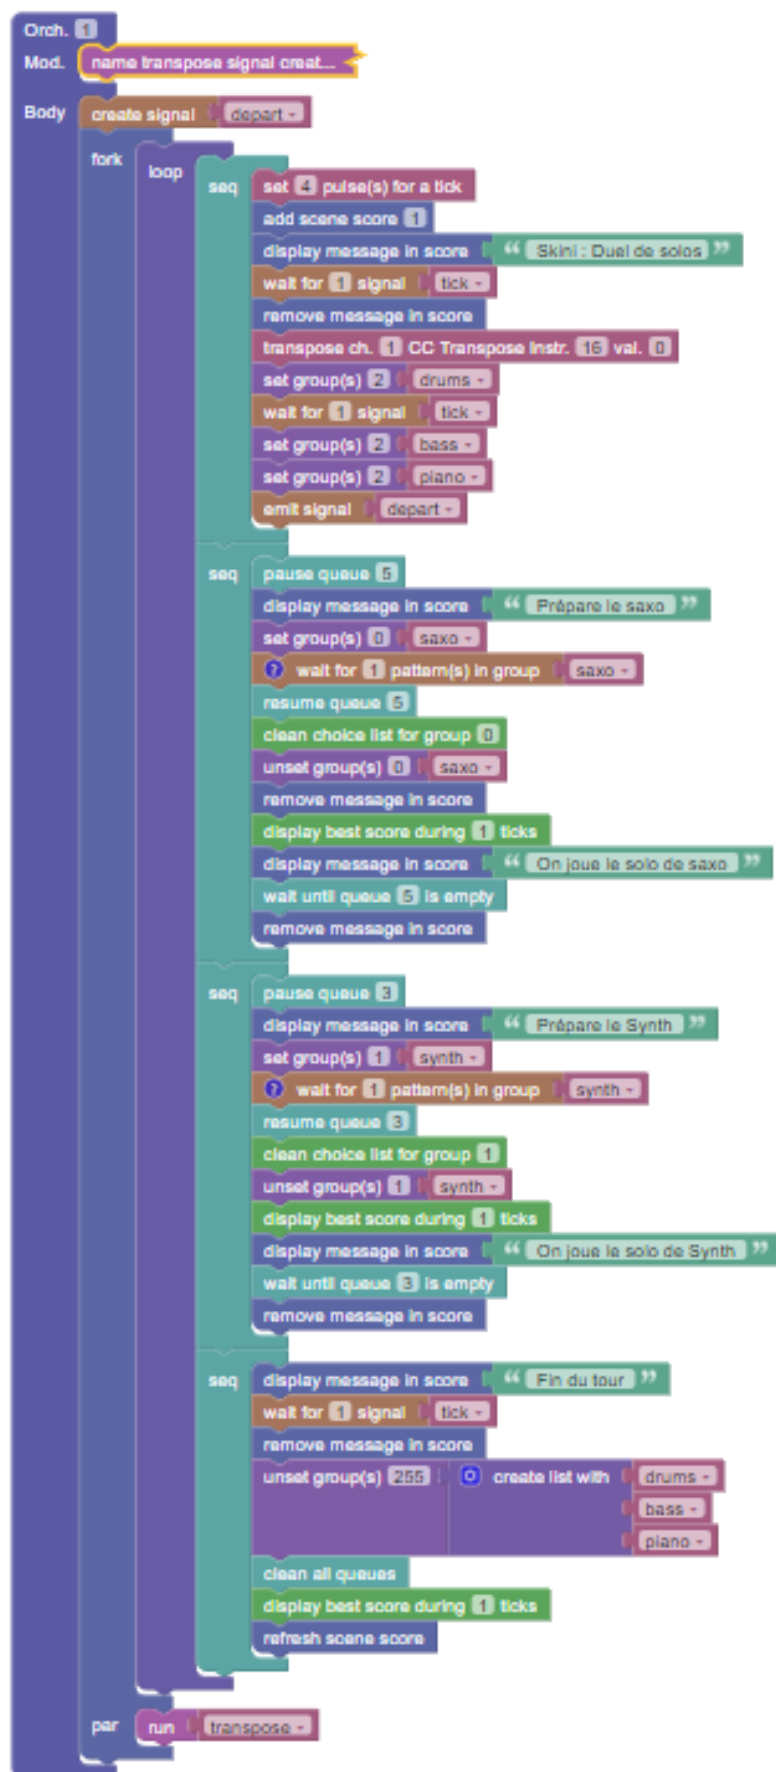 Orch. 1
Mod. name transpose signal creat...
Body create signal depart
fork loop
seq set 4 pulse(s) for a tick
add scene score 1
display message in score “ Skini : Duel de solos ”
wait for 1 signal tick
remove message in score
transpose ch. 1 CC Transpose Instr. 16 val. 0
set group(s) 2 drums
wait for 1 signal tick
set group(s) 2 bass
set group(s) 2 piano
emit signal depart
seq pause queue 5
display message in score “ Prépare le saxo ”
set group(s) 0 saxo
? wait for 1 pattern(s) in group saxo
resume queue 5
clean choice list for group 0
unset group(s) 0 saxo
remove message in score
display best score during 1 ticks
display message in score “ On joue le solo de saxo ”
wait until queue 5 is empty
remove message in score
seq pause queue 3
display message in score “ Prépare le Synth ”
set group(s) 1 synth
? wait for 1 pattern(s) in group synth
resume queue 3
clean choice list for group 1
unset group(s) 1 synth
display best score during 1 ticks
display message in score “ On joue le solo de Synth ”
wait until queue 3 is empty
remove message in score
seq display message in score “ Fin du tour ”
wait for 1 signal tick
remove message in score
unset group(s) 255 create list with drums
bass
piano
clean all queues
display best score during 1 ticks
refresh scene score
par run transpose